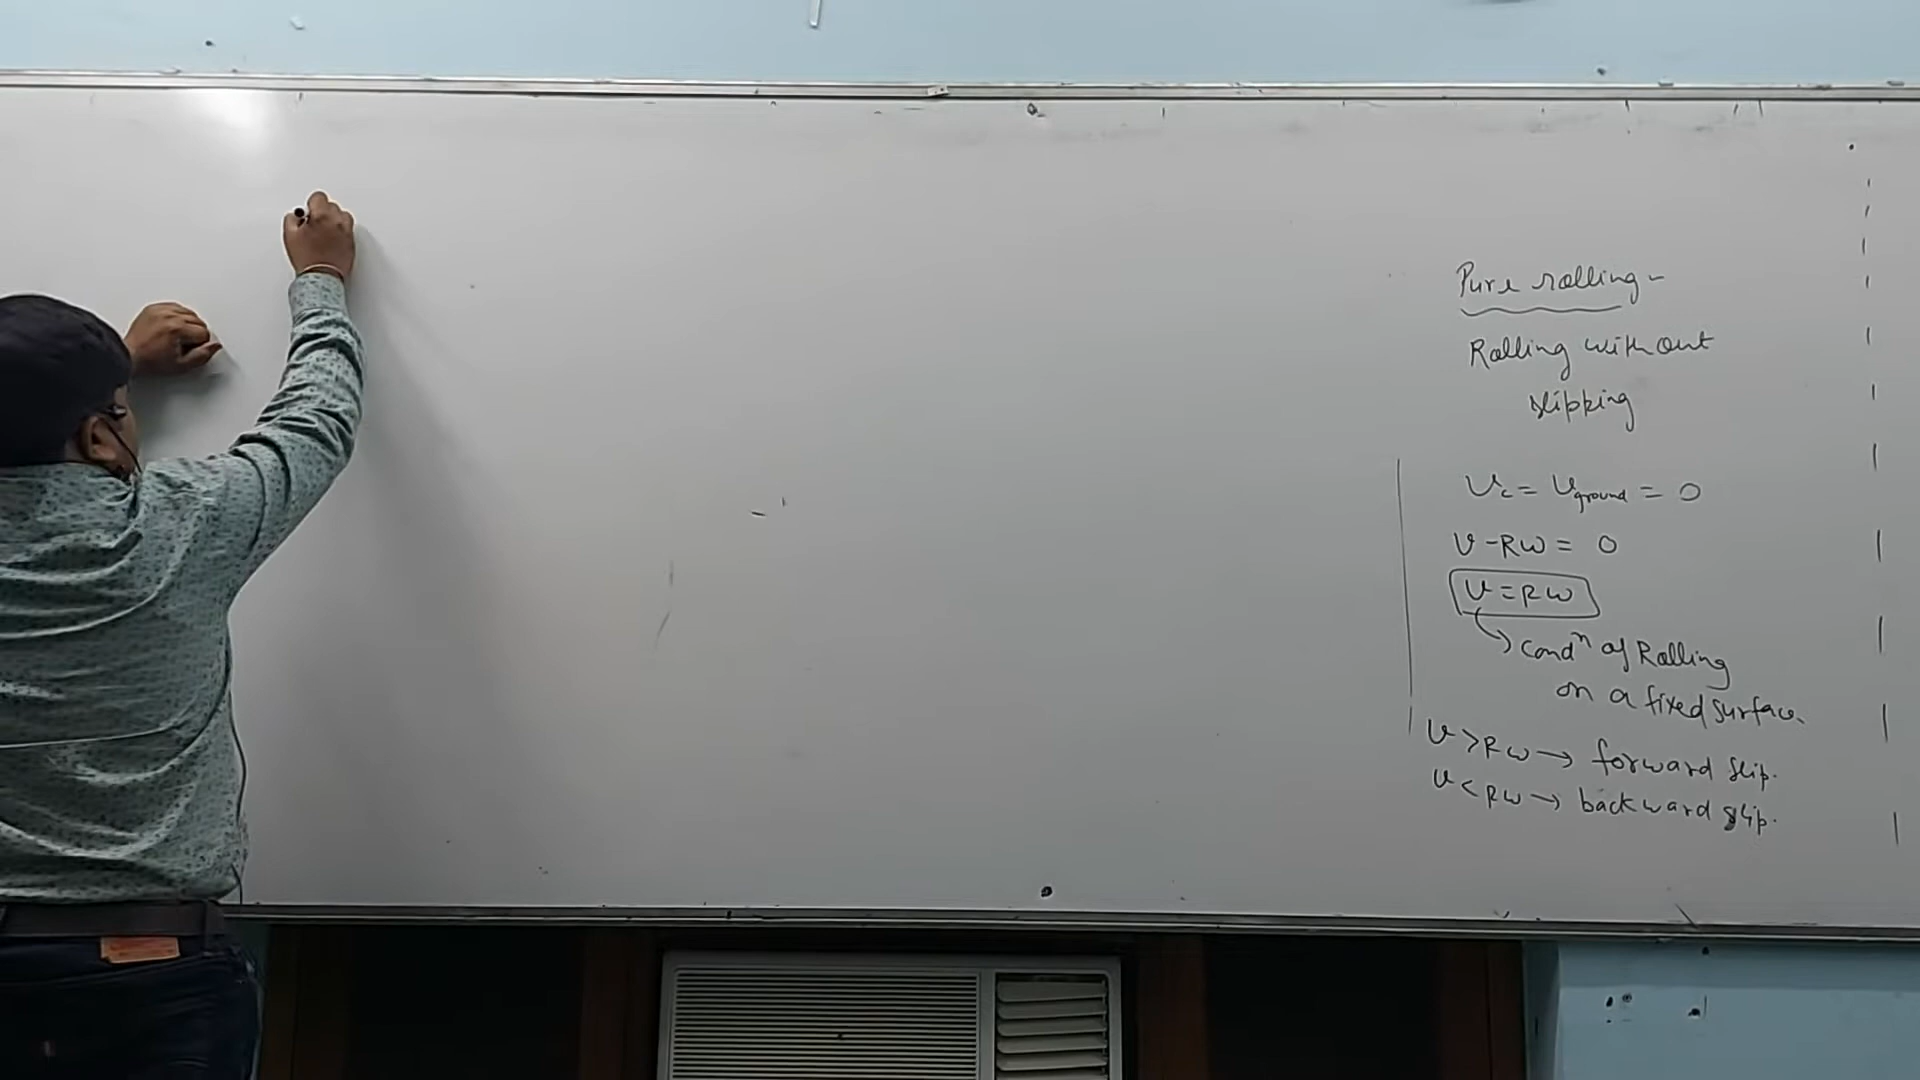 Pure rolling -
Rolling without
slipping
v_c = v_ground = 0
v - Rω = 0
v = Rω
→ condⁿ of Rolling
on a fixed surface.
v > Rω → forward slip.
v < Rω → backward slip.